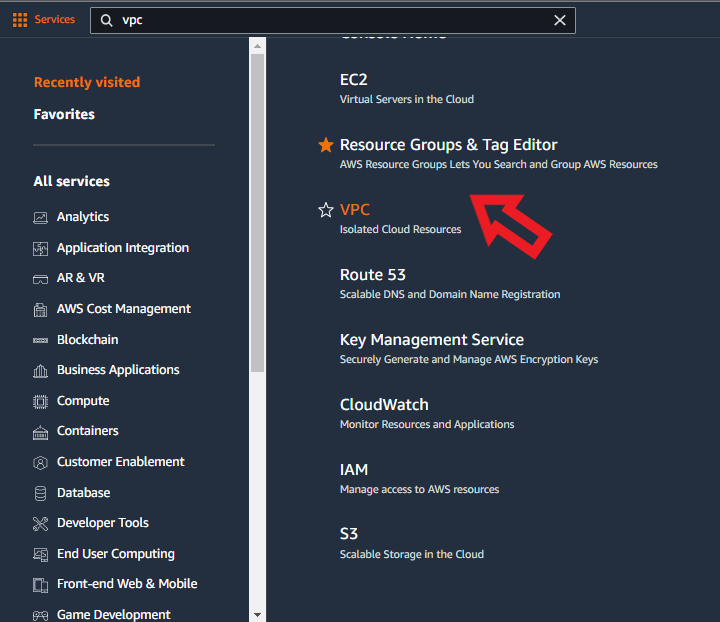 Services
vpc
Recently visited
Favorites
All services
Analytics
Application Integration
AR & VR
AWS Cost Management
Blockchain
Business Applications
Compute
Containers
Customer Enablement
Database
Developer Tools
End User Computing
Front-end Web & Mobile
Game Development
Console Home
EC2
Virtual Servers in the Cloud
Resource Groups & Tag Editor
AWS Resource Groups Lets You Search and Group AWS Resources
VPC
Isolated Cloud Resources
Route 53
Scalable DNS and Domain Name Registration
Key Management Service
Securely Generate and Manage AWS Encryption Keys
CloudWatch
Monitor Resources and Applications
IAM
Manage access to AWS resources
S3
Scalable Storage in the Cloud